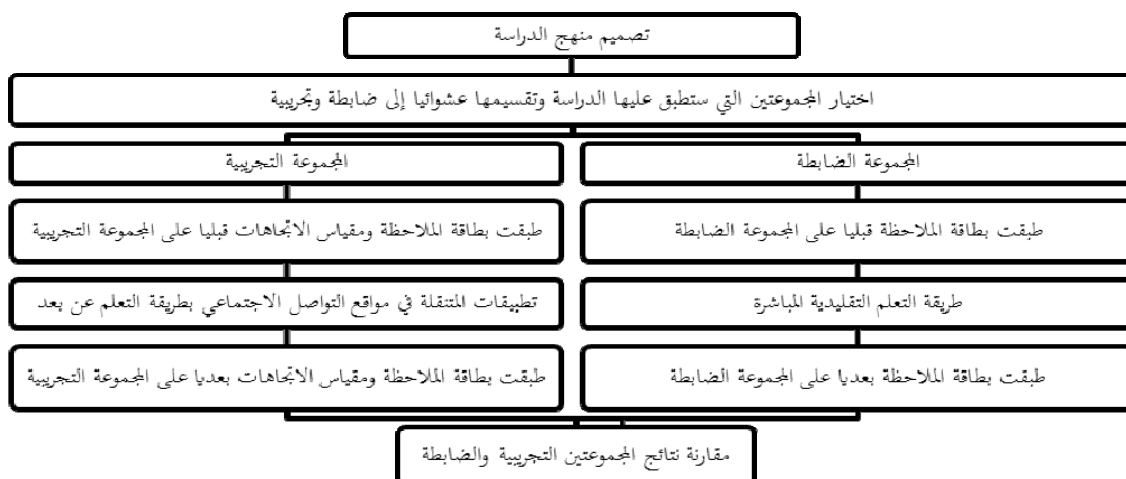 تصميم منهج الدراسة
اختيار المجموعتين التي ستطبق عليها الدراسة وتقسيمها عشوائيا إلى ضابطة وتجريبية
المجموعة الضابطة
المجموعة التجريبية
طبقت بطاقة الملاحظة قبليا على المجموعة الضابطة
طبقت بطاقة الملاحظة ومقياس الاتجاهات قبليا على المجموعة التجريبية
طريقة التعلم التقليدية المباشرة
تطبيقات المتنقلة في مواقع التواصل الاجتماعي بطريقة التعلم عن بعد
طبقت بطاقة الملاحظة بعديا على المجموعة الضابطة
طبقت بطاقة الملاحظة ومقياس الاتجاهات بعديا على المجموعة التجريبية
مقارنة نتائج المجموعتين التجريبية والضابطة